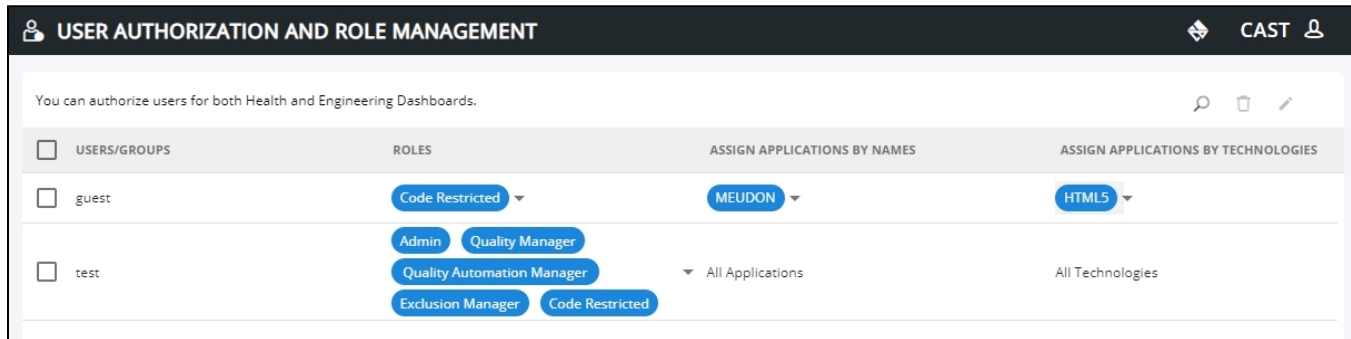 USER AUTHORIZATION AND ROLE MANAGEMENT CAST
You can authorize users for both Health and Engineering Dashboards.
USERS/GROUPS ROLES ASSIGN APPLICATIONS BY NAMES ASSIGN APPLICATIONS BY TECHNOLOGIES
guest Code Restricted MEUDON HTML5
Admin Quality Manager
test Quality Automation Manager All Applications All Technologies
Exclusion Manager Code Restricted